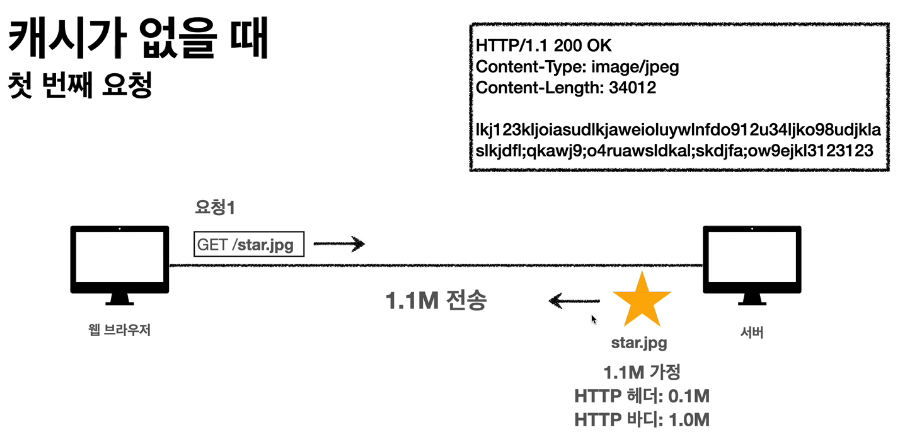 캐시가 없을 때
첫 번째 요청
HTTP/1.1 200 OK
Content-Type: image/jpeg
Content-Length: 34012
lkj123kljoiasudlkjaweioluywlnfdo912u34ljko98udjkla
slkjdfl;qkawj9;o4ruawsldkal;skdjfa;ow9ejkl3123123
요청1
GET /star.jpg
1.1M 전송
웹 브라우저
서버
star.jpg
1.1M 가정
HTTP 헤더: 0.1M
HTTP 바디: 1.0M